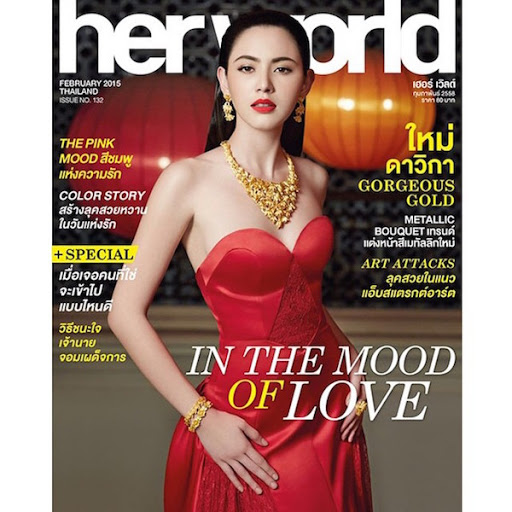 her world
FEBRUARY 2015
THAILAND
ISSUE NO. 132
เฮอร์ เวิลด์
กุมภาพันธ์ 2558
ราคา 80 บาท
THE PINK
MOOD สีชมพู
แห่งความรัก
COLOR STORY
สร้างลุคสวยหวาน
ในวันแห่งรัก
+ SPECIAL
เมื่อเจอคนที่ใช่
จะเข้าไป
แบบไหนดี
วิธีชนะใจ
เจ้านาย
จอมเผด็จการ
ใหม่
ดาวิกา
GORGEOUS
GOLD
METALLIC
BOUQUET เทรนด์
แต่งหน้าสีเมทัลลิกใหม่
ART ATTACKS
ลุคสวยในแนว
แอ็บสแตรกต์อาร์ต
IN THE MOOD
OF LOVE